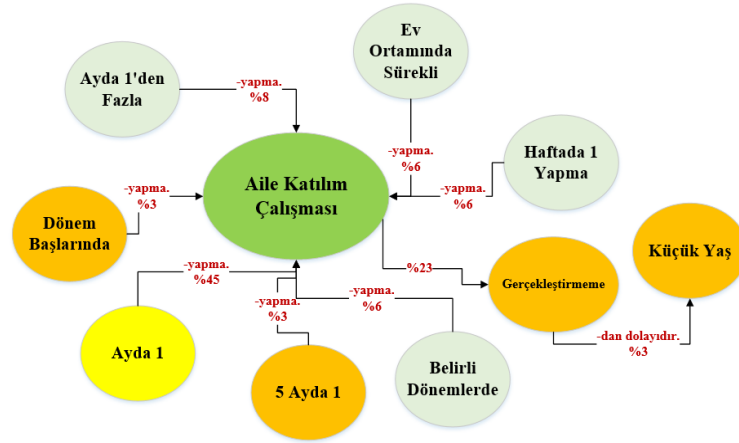 Ev
Ortamında
Sürekli
Ayda 1'den
Fazla
-yapma.
%8
-yapma.
%6
Haftada 1
Yapma
-yapma.
%6
Aile Katılım
Çalışması
-yapma.
%3
Dönem
Başlarında
Küçük Yaş
%23
Gerçekleştirmeme
-yapma.
%45
-yapma.
%3
-yapma.
%6
-dan dolayıdır.
%3
Ayda 1
5 Ayda 1
Belirli
Dönemlerde